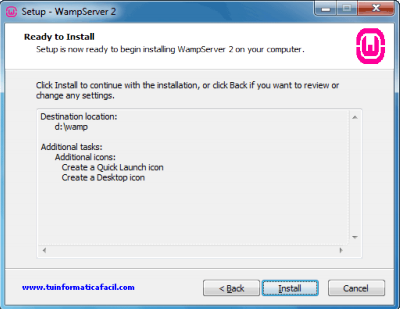 Setup - WampServer 2
Ready to Install
Setup is now ready to begin installing WampServer 2 on your computer.
Click Install to continue with the installation, or click Back if you want to review or
change any settings.
Destination location:
d:\wamp
Additional tasks:
Additional icons:
Create a Quick Launch icon
Create a Desktop icon
www.tuinformaticafacil.com
< Back
Install
Cancel